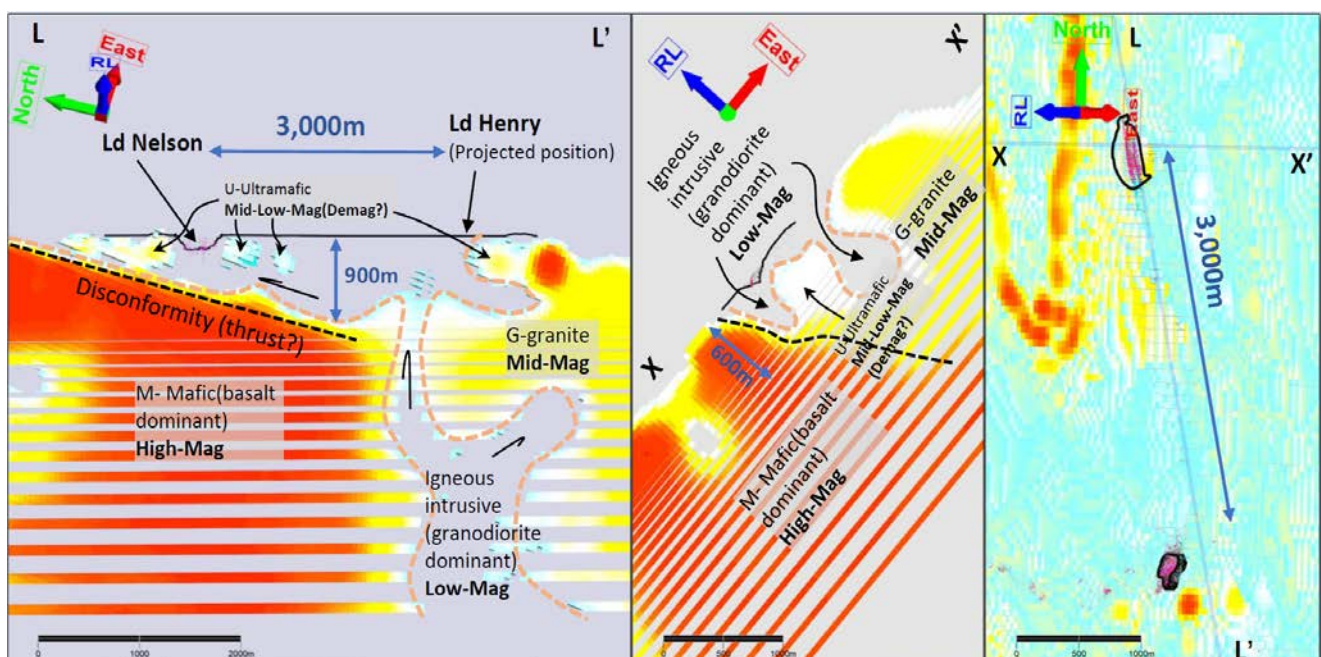 L
L'
East
RL
North
3,000m
Ld Nelson
Ld Henry
(Projected position)
U-Ultramafic
Mid-Low-Mag(Demag?)
900m
Disconformity (thrust?)
G-granite
Mid-Mag
M- Mafic(basalt
dominant)
High-Mag
Igneous
intrusive
(granodiorite
dominant)
Low-Mag
0
1000
2000m
X'
RL
East
Igneous
intrusive
(granodiorite
dominant)
Low-Mag
G-granite
Mid-Mag
U-Ultramafic
Mid-Low-Mag
(Demag?)
X
600m
M- Mafic(basalt
dominant)
High-Mag
0
500
1000m
North
L
RL
East
X
X'
3,000m
0
500
1000m
L'